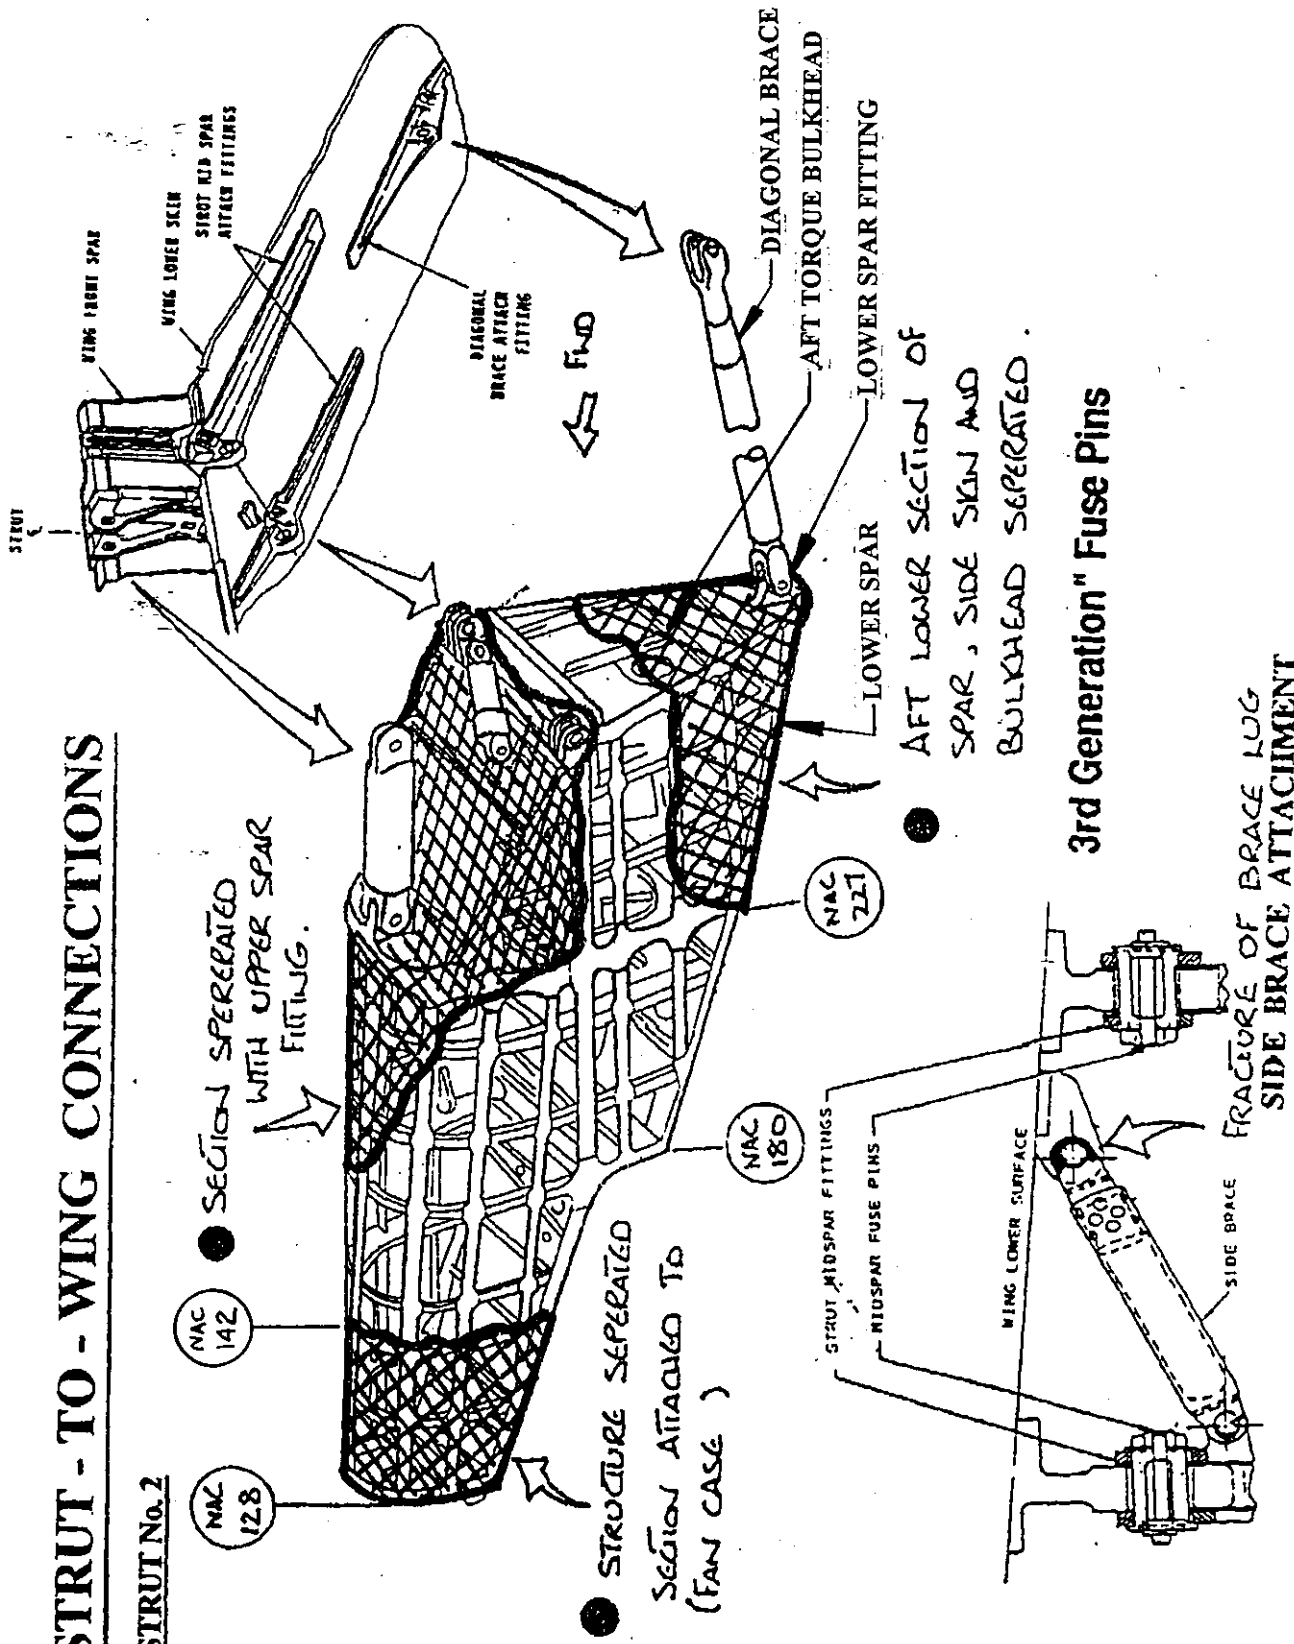 STRUT - TO - WING CONNECTIONS
STRUT No. 2
STRUT
WING FRONT SPAR
WING LOWER SKIN
STRUT MID SPAR
ATTACH FITTINGS
DIAGONAL
BRACE ATTACH
FITTING
FWD
NAC
128
NAC
142
SECTION SPERERATED
WITH UPPER SPAR
FITTING.
DIAGONAL BRACE
AFT TORQUE BULKHEAD
LOWER SPAR FITTING
LOWER SPAR
STRUCTURE SEPERATED
SECTION ATTACHED TO
(FAN CASE )
NAC
180
NAC
227
AFT LOWER SECTION OF
SPAR, SIDE SKIN AND
BULKHEAD SEPERATED.
3rd Generation" Fuse Pins
STRUT MIDSPAR FITTINGS
MIDSPAR FUSE PINS
WING LOWER SURFACE
SIDE BRACE
FRACTURE OF BRACE LUG
SIDE BRACE ATTACHMENT